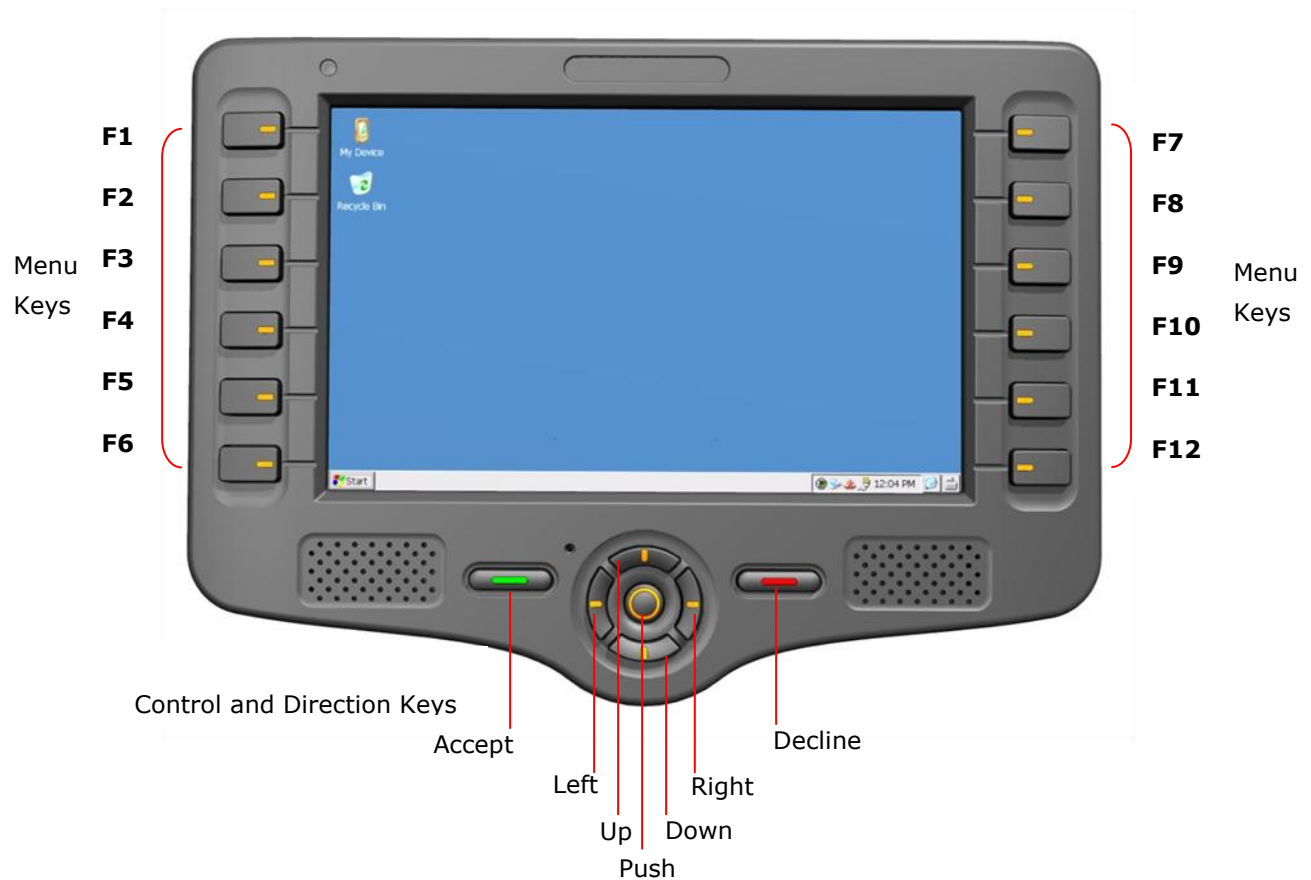 F1
F2
F3
F4
F5
F6
Menu
Keys
My Device
Recycle Bin
Start
12:04 PM
F7
F8
F9
F10
F11
F12
Menu
Keys
Control and Direction Keys
Accept
Decline
Left
Right
Up
Down
Push